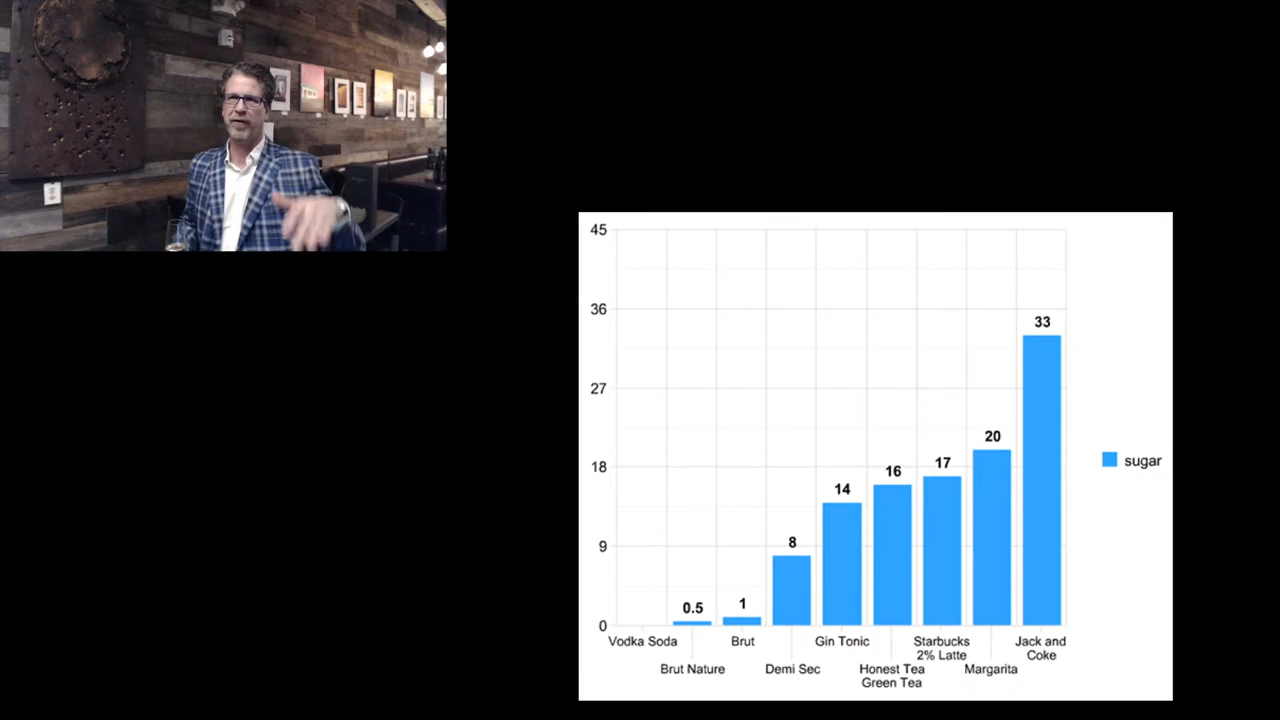 45
36
27
18
9
0
0.5
1
8
14
16
17
20
33
sugar
Vodka Soda
Brut Nature
Brut
Demi Sec
Gin Tonic
Honest Tea
Green Tea
Starbucks
2% Latte
Margarita
Jack and
Coke